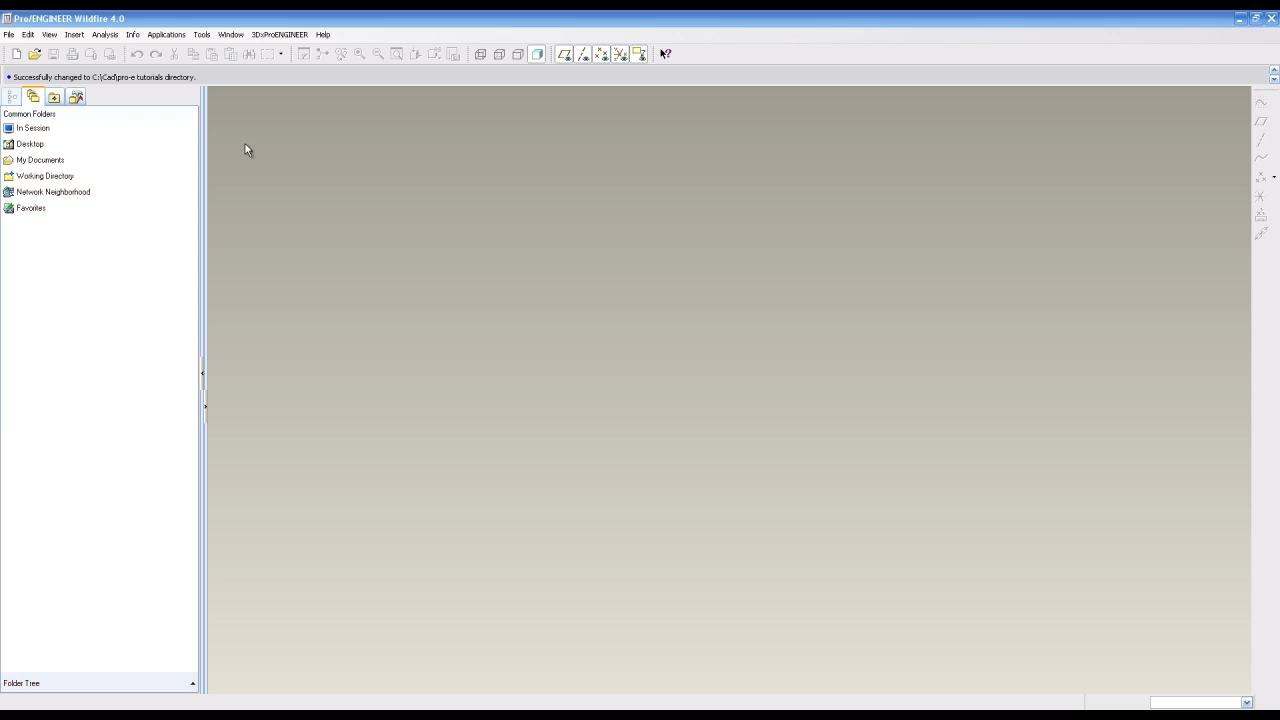 Pro/ENGINEER Wildfire 4.0
File Edit View Insert Analysis Info Applications Tools Window 3DxProENGINEER Help
Successfully changed to C:\Cad\pro-e tutorials directory.
Common Folders
In Session
Desktop
My Documents
Working Directory
Network Neighborhood
Favorites
Folder Tree